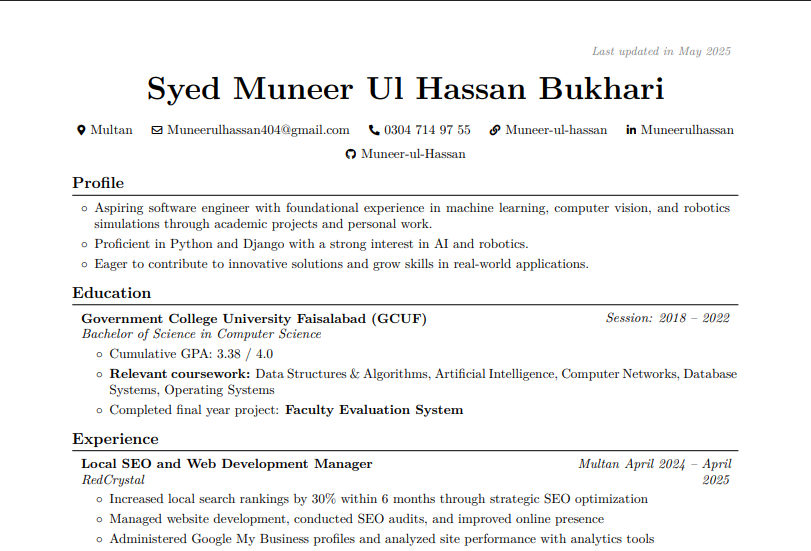 Last updated in May 2025
Syed Muneer Ul Hassan Bukhari
Multan Muneerulhassan404@gmail.com 0304 714 97 55 Muneer-ul-hassan Muneerulhassan
Muneer-ul-Hassan
Profile
◦ Aspiring software engineer with foundational experience in machine learning, computer vision, and robotics
simulations through academic projects and personal work.
◦ Proficient in Python and Django with a strong interest in AI and robotics.
◦ Eager to contribute to innovative solutions and grow skills in real-world applications.
Education
Government College University Faisalabad (GCUF) Session: 2018 – 2022
Bachelor of Science in Computer Science
◦ Cumulative GPA: 3.38 / 4.0
◦ Relevant coursework: Data Structures & Algorithms, Artificial Intelligence, Computer Networks, Database
Systems, Operating Systems
◦ Completed final year project: Faculty Evaluation System
Experience
Local SEO and Web Development Manager Multan April 2024 – April
RedCrystal 2025
◦ Increased local search rankings by 30% within 6 months through strategic SEO optimization
◦ Managed website development, conducted SEO audits, and improved online presence
◦ Administered Google My Business profiles and analyzed site performance with analytics tools